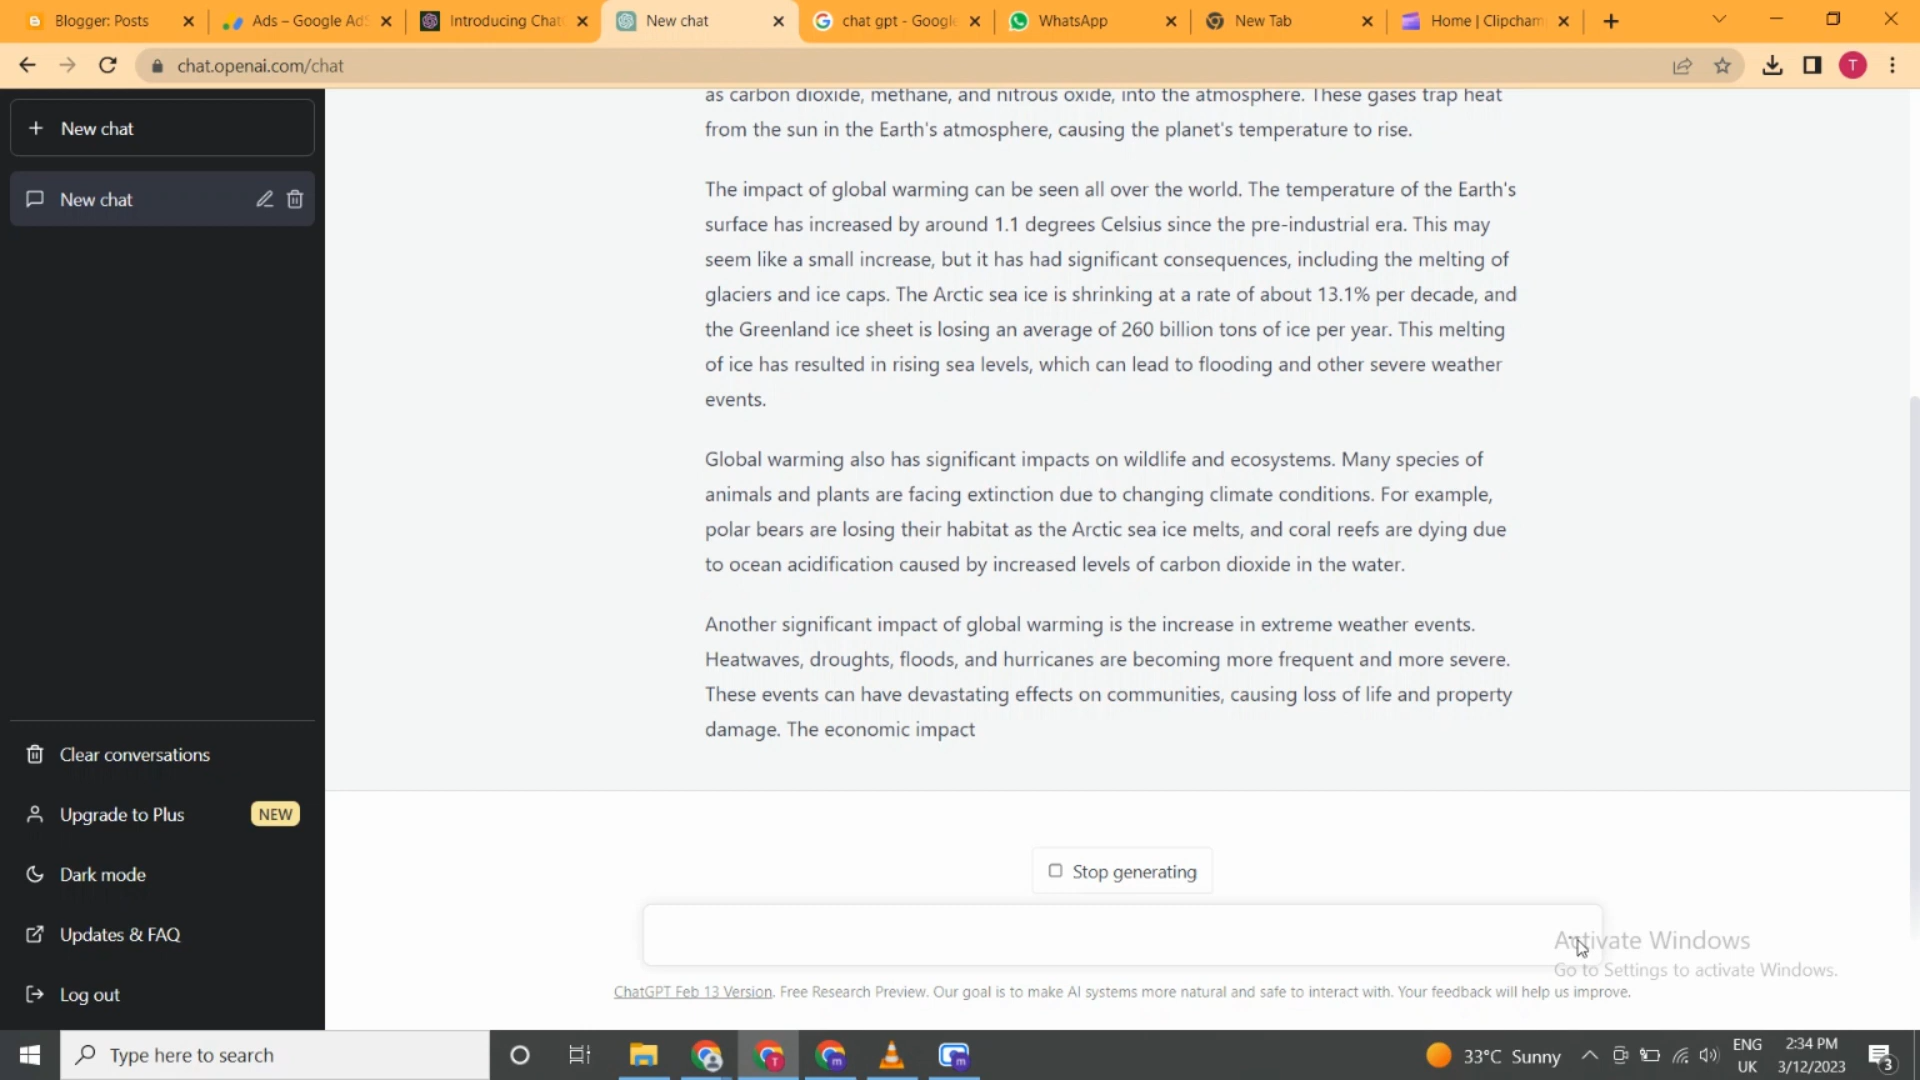 Blogger: Posts
Ads – Google AdS
Introducing Chat
New chat
chat gpt - Google
WhatsApp
New Tab
Home | Clipcham
chat.openai.com/chat
T
New chat
New chat
Clear conversations
Upgrade to Plus NEW
Dark mode
Updates & FAQ
Log out
as carbon dioxide, methane, and nitrous oxide, into the atmosphere. These gases trap heat
from the sun in the Earth's atmosphere, causing the planet's temperature to rise.
The impact of global warming can be seen all over the world. The temperature of the Earth's
surface has increased by around 1.1 degrees Celsius since the pre-industrial era. This may
seem like a small increase, but it has had significant consequences, including the melting of
glaciers and ice caps. The Arctic sea ice is shrinking at a rate of about 13.1% per decade, and
the Greenland ice sheet is losing an average of 260 billion tons of ice per year. This melting
of ice has resulted in rising sea levels, which can lead to flooding and other severe weather
events.
Global warming also has significant impacts on wildlife and ecosystems. Many species of
animals and plants are facing extinction due to changing climate conditions. For example,
polar bears are losing their habitat as the Arctic sea ice melts, and coral reefs are dying due
to ocean acidification caused by increased levels of carbon dioxide in the water.
Another significant impact of global warming is the increase in extreme weather events.
Heatwaves, droughts, floods, and hurricanes are becoming more frequent and more severe.
These events can have devastating effects on communities, causing loss of life and property
damage. The economic impact
Stop generating
Activate Windows
Go to Settings to activate Windows.
ChatGPT Feb 13 Version. Free Research Preview. Our goal is to make AI systems more natural and safe to interact with. Your feedback will help us improve.
Type here to search
33°C Sunny
ENG
UK
2:34 PM
3/12/2023
3